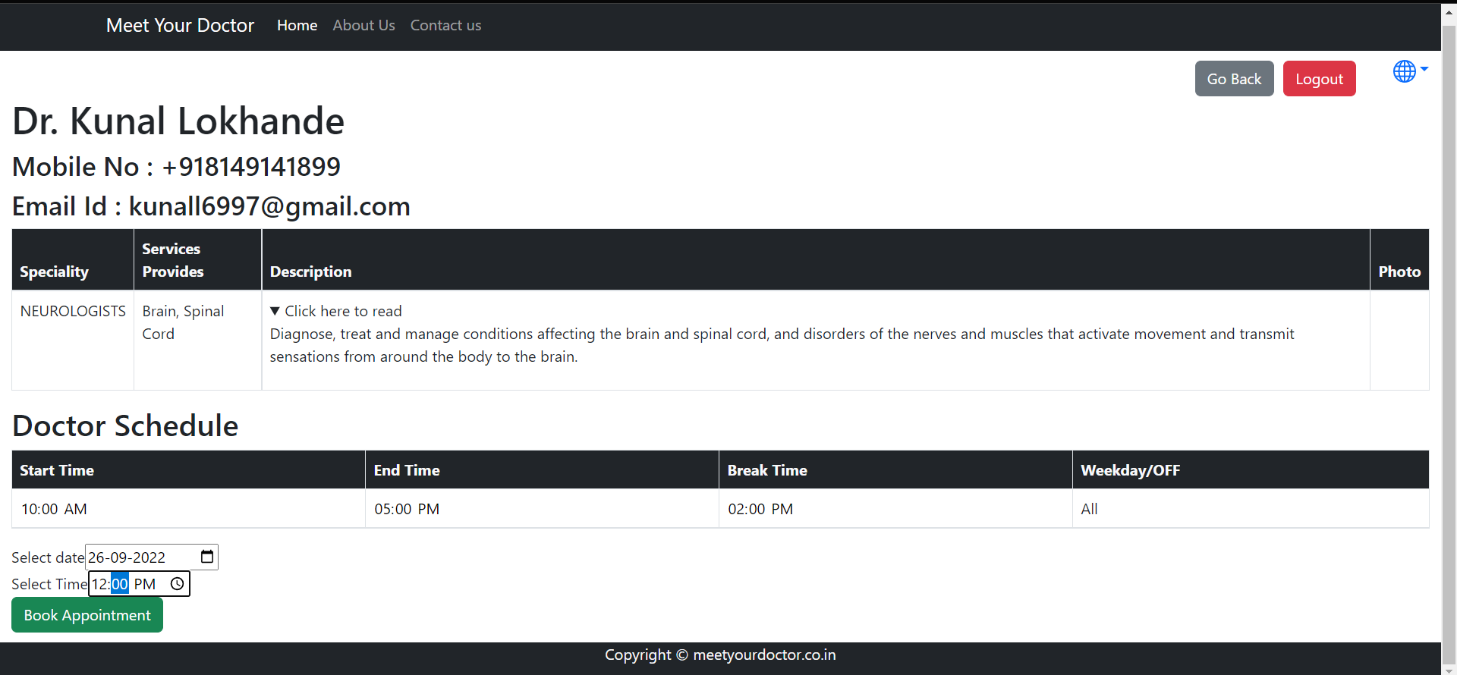 Meet Your Doctor Home About Us Contact us
Go Back Logout
Dr. Kunal Lokhande
Mobile No : +918149141899
Email Id : kunall6997@gmail.com
Speciality Services Provides Description Photo
NEUROLOGISTS Brain, Spinal Cord ▼ Click here to read
Diagnose, treat and manage conditions affecting the brain and spinal cord, and disorders of the nerves and muscles that activate movement and transmit
sensations from around the body to the brain.
Doctor Schedule
Start Time End Time Break Time Weekday/OFF
10:00 AM 05:00 PM 02:00 PM All
Select date 26-09-2022
Select Time 12:00 PM
Book Appointment
Copyright © meetyourdoctor.co.in